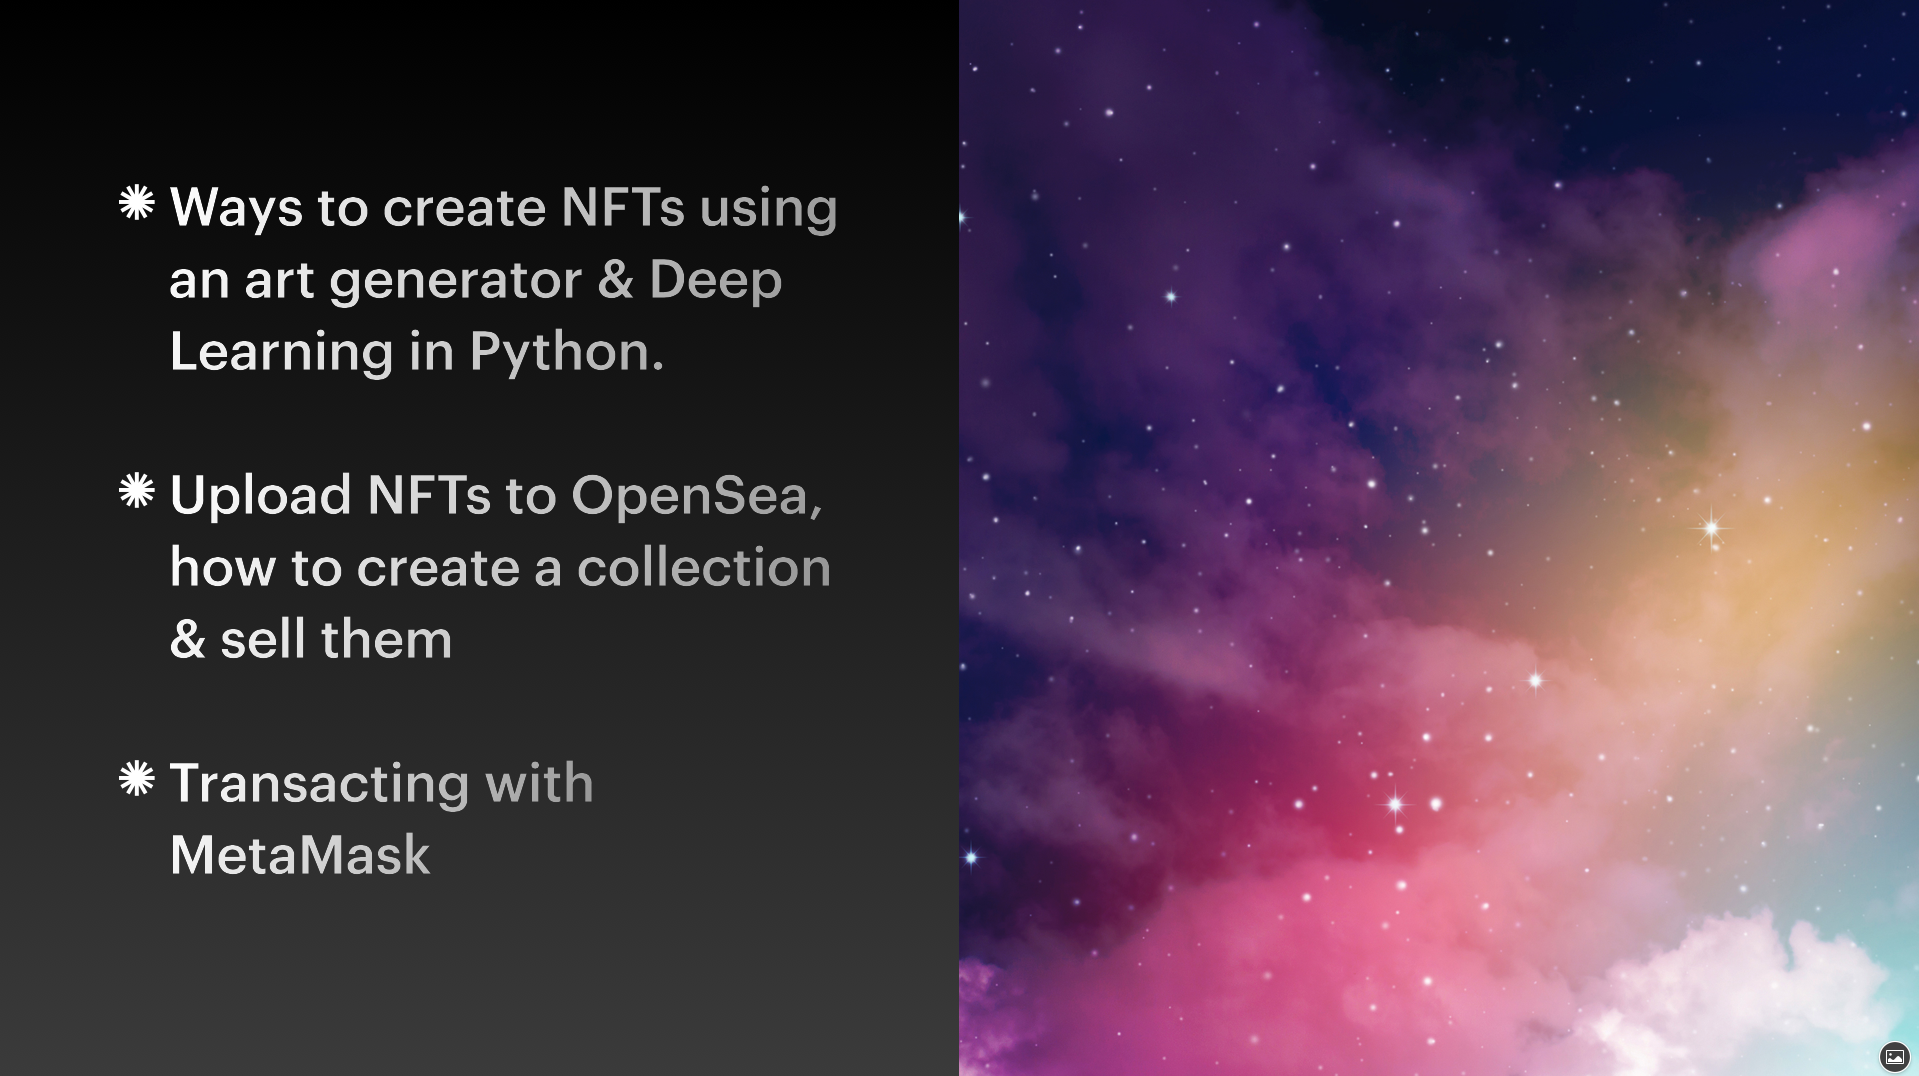 Ways to create NFTs using
an art generator & Deep
Learning in Python.
Upload NFTs to OpenSea,
how to create a collection
& sell them
Transacting with
MetaMask